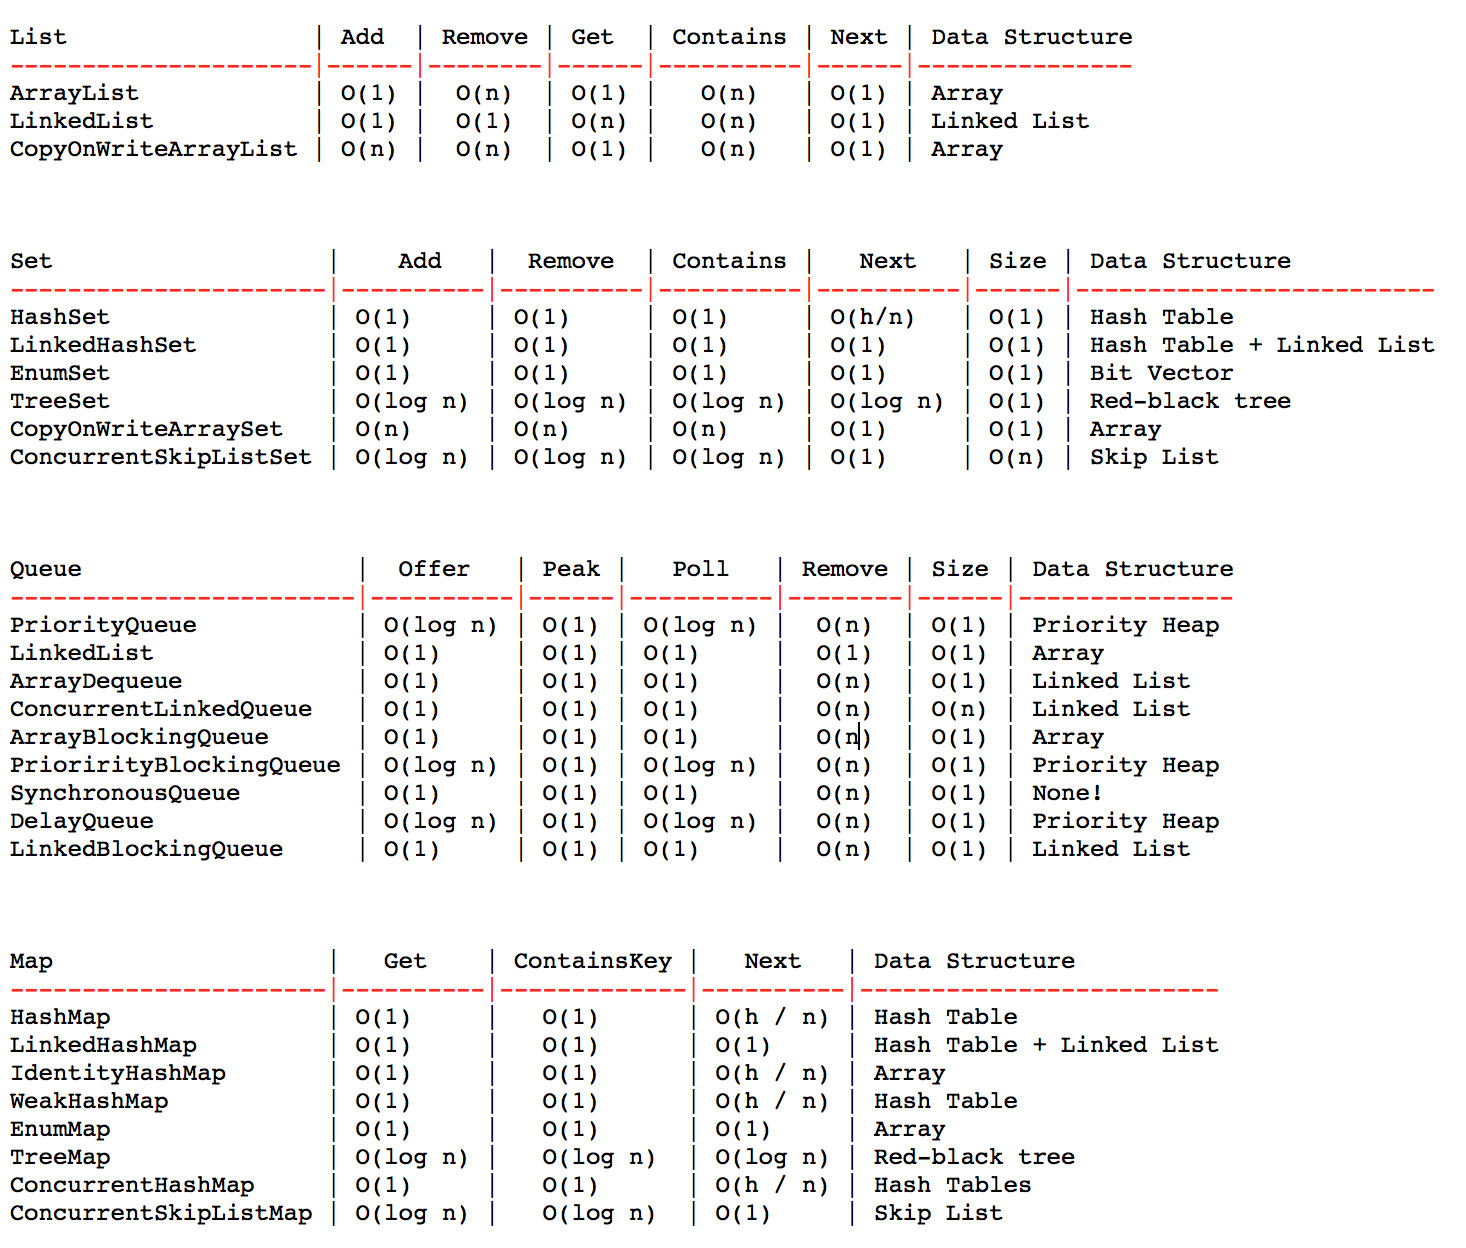 List                 | Add  | Remove | Get  | Contains | Next | Data Structure
---------------------|------|--------|------|----------|------|---------------
ArrayList            | O(1) |  O(n)  | O(1) |   O(n)   | O(1) | Array
LinkedList           | O(1) |  O(1)  | O(n) |   O(n)   | O(1) | Linked List
CopyOnWriteArrayList | O(n) |  O(n)  | O(1) |   O(n)   | O(1) | Array
Set                   |    Add   |  Remove  | Contains |   Next   | Size | Data Structure
----------------------|----------|----------|----------|----------|------|-------------------------
HashSet               | O(1)     | O(1)     | O(1)     | O(h/n)   | O(1) | Hash Table
LinkedHashSet         | O(1)     | O(1)     | O(1)     | O(1)     | O(1) | Hash Table + Linked List
EnumSet               | O(1)     | O(1)     | O(1)     | O(1)     | O(1) | Bit Vector
TreeSet               | O(log n) | O(log n) | O(log n) | O(log n) | O(1) | Red-black tree
CopyOnWriteArraySet   | O(n)     | O(n)     | O(n)     | O(1)     | O(1) | Array
ConcurrentSkipListSet | O(log n) | O(log n) | O(log n) | O(1)     | O(n) | Skip List
Queue                   |  Offer   | Peak |   Poll   | Remove | Size | Data Structure
------------------------|----------|------|----------|--------|------|---------------
PriorityQueue           | O(log n) | O(1) | O(log n) |  O(n)  | O(1) | Priority Heap
LinkedList              | O(1)     | O(1) | O(1)     |  O(1)  | O(1) | Array
ArrayDequeue            | O(1)     | O(1) | O(1)     |  O(n)  | O(1) | Linked List
ConcurrentLinkedQueue   | O(1)     | O(1) | O(1)     |  O(n)  | O(n) | Linked List
ArrayBlockingQueue      | O(1)     | O(1) | O(1)     |  O(n)  | O(1) | Array
PriorirityBlockingQueue | O(log n) | O(1) | O(log n) |  O(n)  | O(1) | Priority Heap
SynchronousQueue        | O(1)     | O(1) | O(1)     |  O(n)  | O(1) | None!
DelayQueue              | O(log n) | O(1) | O(log n) |  O(n)  | O(1) | Priority Heap
LinkedBlockingQueue     | O(1)     | O(1) | O(1)     |  O(n)  | O(1) | Linked List
Map                   |   Get    | ContainsKey |   Next   | Data Structure
----------------------|----------|-------------|----------|-------------------------
HashMap               | O(1)     |   O(1)      | O(h / n) | Hash Table
LinkedHashMap         | O(1)     |   O(1)      | O(1)     | Hash Table + Linked List
IdentityHashMap       | O(1)     |   O(1)      | O(h / n) | Array
WeakHashMap           | O(1)     |   O(1)      | O(h / n) | Hash Table
EnumMap               | O(1)     |   O(1)      | O(1)     | Array
TreeMap               | O(log n) |   O(log n)  | O(log n) | Red-black tree
ConcurrentHashMap     | O(1)     |   O(1)      | O(h / n) | Hash Tables
ConcurrentSkipListMap | O(log n) |   O(log n)  | O(1)     | Skip List